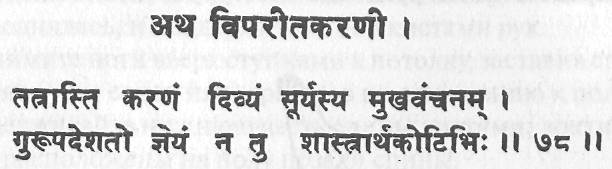 अथ विपरीतकरणी
तत्रास्ति करणं दिव्यं सूर्यस्य मुखवंचनम्
गुरूपदेशतो ज्ञेयं न तु शास्त्रार्थकोटिभिः ॥ ७८ ॥